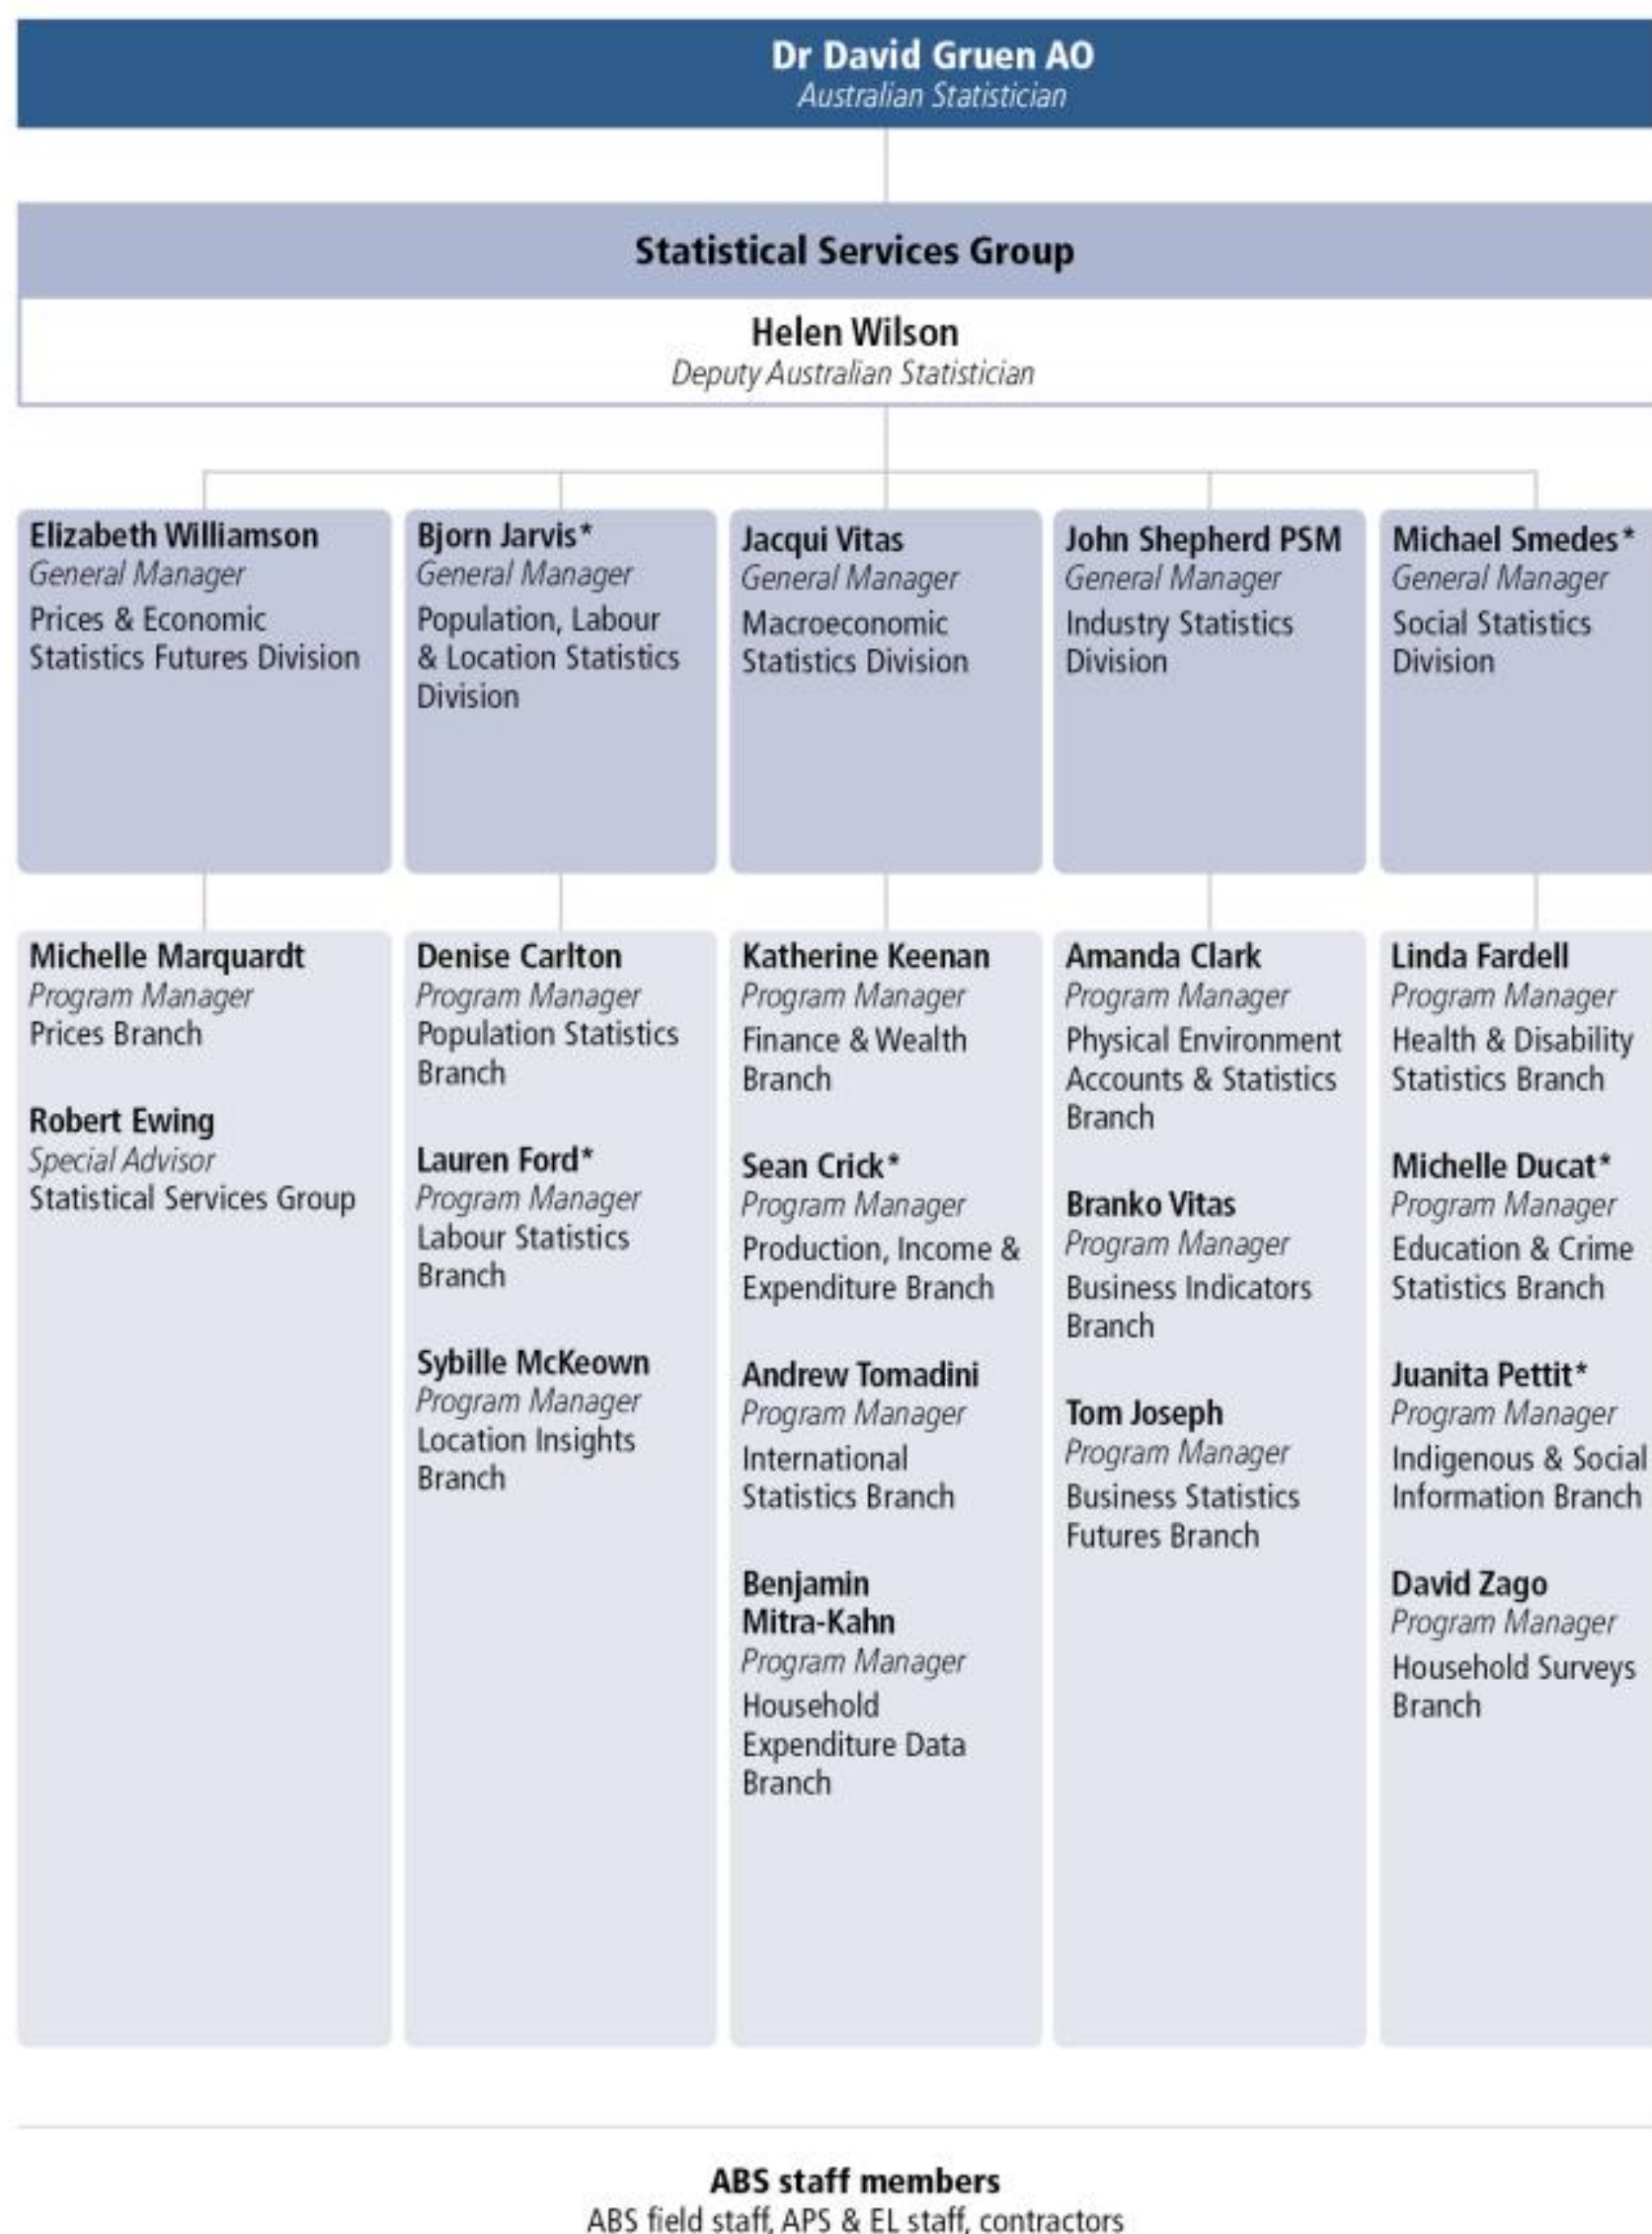 Dr David Gruen AO
Australian Statistician
Statistical Services Group
Helen Wilson
Deputy Australian Statistician
Elizabeth Williamson
General Manager
Prices & Economic
Statistics Futures Division
Bjorn Jarvis*
General Manager
Population, Labour
& Location Statistics
Division
Jacqui Vitas
General Manager
Macroeconomic
Statistics Division
John Shepherd PSM
General Manager
Industry Statistics
Division
Michael Smedes*
General Manager
Social Statistics
Division
Michelle Marquardt
Program Manager
Prices Branch
Robert Ewing
Special Advisor
Statistical Services Group
Denise Carlton
Program Manager
Population Statistics
Branch
Lauren Ford*
Program Manager
Labour Statistics
Branch
Sybille McKeown
Program Manager
Location Insights
Branch
Katherine Keenan
Program Manager
Finance & Wealth
Branch
Sean Crick*
Program Manager
Production, Income &
Expenditure Branch
Andrew Tomadini
Program Manager
International
Statistics Branch
Benjamin
Mitra-Kahn
Program Manager
Household
Expenditure Data
Branch
Amanda Clark
Program Manager
Physical Environment
Accounts & Statistics
Branch
Branko Vitas
Program Manager
Business Indicators
Branch
Tom Joseph
Program Manager
Business Statistics
Futures Branch
Linda Fardell
Program Manager
Health & Disability
Statistics Branch
Michelle Ducat*
Program Manager
Education & Crime
Statistics Branch
Juanita Pettit*
Program Manager
Indigenous & Social
Information Branch
David Zago
Program Manager
Household Surveys
Branch
ABS staff members
ABS field staff, APS & EL staff, contractors